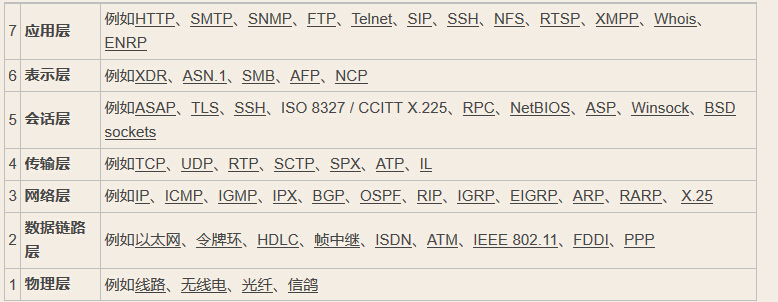 7 应用层 例如HTTP、SMTP、SNMP、FTP、Telnet、SIP、SSH、NFS、RTSP、XMPP、Whois、
ENRP
6 表示层 例如XDR、ASN.1、SMB、AFP、NCP
5 会话层 例如ASAP、TLS、SSH、ISO 8327 / CCITT X.225、RPC、NetBIOS、ASP、Winsock、BSD
sockets
4 传输层 例如TCP、UDP、RTP、SCTP、SPX、ATP、IL
3 网络层 例如IP、ICMP、IGMP、IPX、BGP、OSPF、RIP、IGRP、EIGRP、ARP、RARP、 X.25
2 数据链路
层 例如以太网、令牌环、HDLC、帧中继、ISDN、ATM、IEEE 802.11、FDDI、PPP
1 物理层 例如线路、无线电、光纤、信鸽